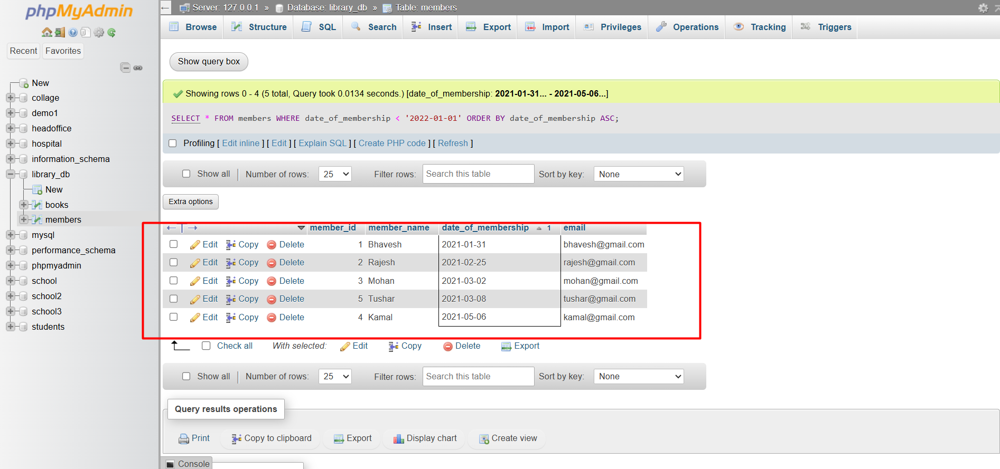 phpMyAdmin
Recent Favorites
New
collage
demo1
headoffice
hospital
information_schema
library_db
New
books
members
mysql
performance_schema
phpmyadmin
school
school2
school3
students
← Server: 127.0.0.1 » Database: library_db » Table: members
Browse Structure SQL Search Insert Export Import Privileges Operations Tracking Triggers
Show query box
Showing rows 0 - 4 (5 total, Query took 0.0134 seconds.) [date_of_membership: 2021-01-31... - 2021-05-06...]
SELECT * FROM members WHERE date_of_membership < '2022-01-01' ORDER BY date_of_membership ASC;
Profiling [ Edit inline ] [ Edit ] [ Explain SQL ] [ Create PHP code ] [ Refresh ]
Show all | Number of rows: 25 Filter rows: Search this table Sort by key: None
Extra options
←T→ member_id member_name date_of_membership 1 email
Edit Copy Delete 1 Bhavesh 2021-01-31 bhavesh@gmail.com
Edit Copy Delete 2 Rajesh 2021-02-25 rajesh@gmail.com
Edit Copy Delete 3 Mohan 2021-03-02 mohan@gmail.com
Edit Copy Delete 5 Tushar 2021-03-08 tushar@gmail.com
Edit Copy Delete 4 Kamal 2021-05-06 kamal@gmail.com
Check all With selected: Edit Copy Delete Export
Show all | Number of rows: 25 Filter rows: Search this table Sort by key: None
Query results operations
Print Copy to clipboard Export Display chart Create view
Console